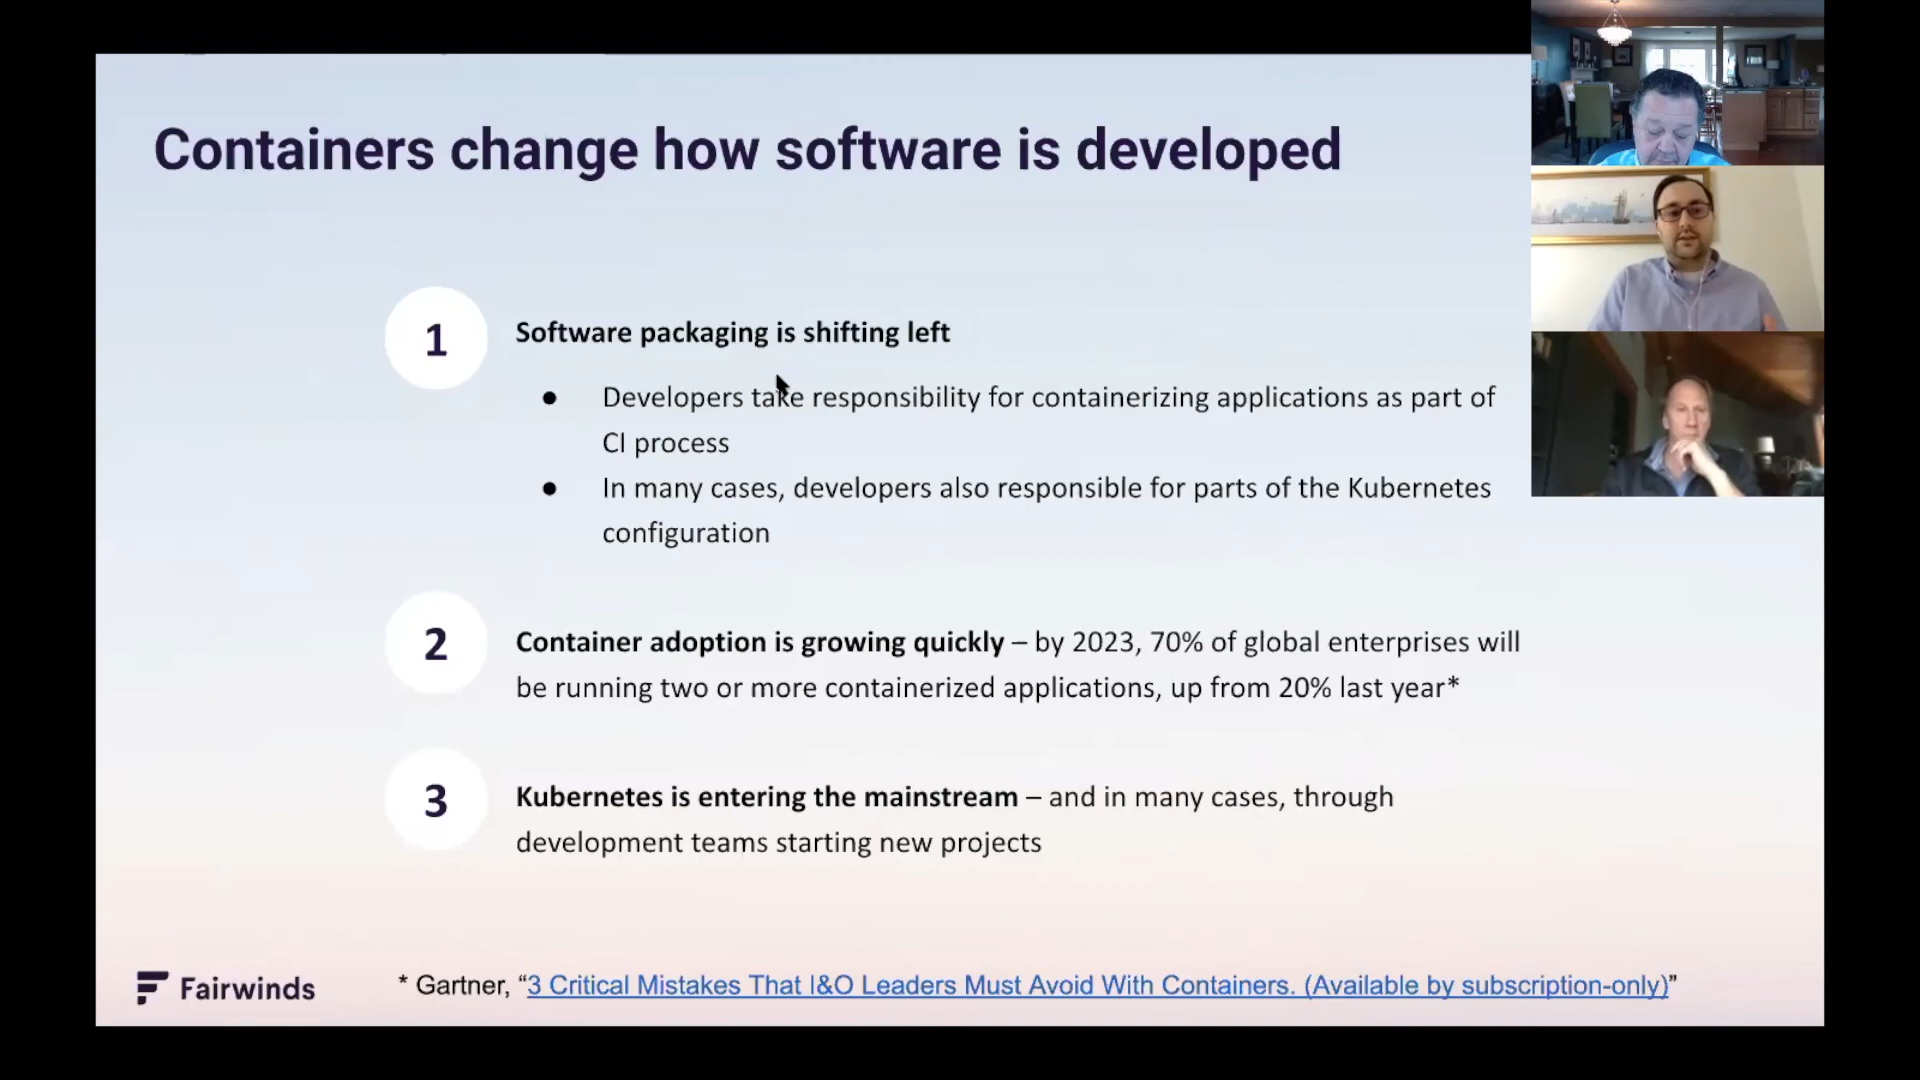 Containers change how software is developed
1
Software packaging is shifting left
● Developers take responsibility for containerizing applications as part of
CI process
● In many cases, developers also responsible for parts of the Kubernetes
configuration
2
Container adoption is growing quickly – by 2023, 70% of global enterprises will
be running two or more containerized applications, up from 20% last year*
3
Kubernetes is entering the mainstream – and in many cases, through
development teams starting new projects
Fairwinds
* Gartner, “3 Critical Mistakes That I&O Leaders Must Avoid With Containers. (Available by subscription-only)”